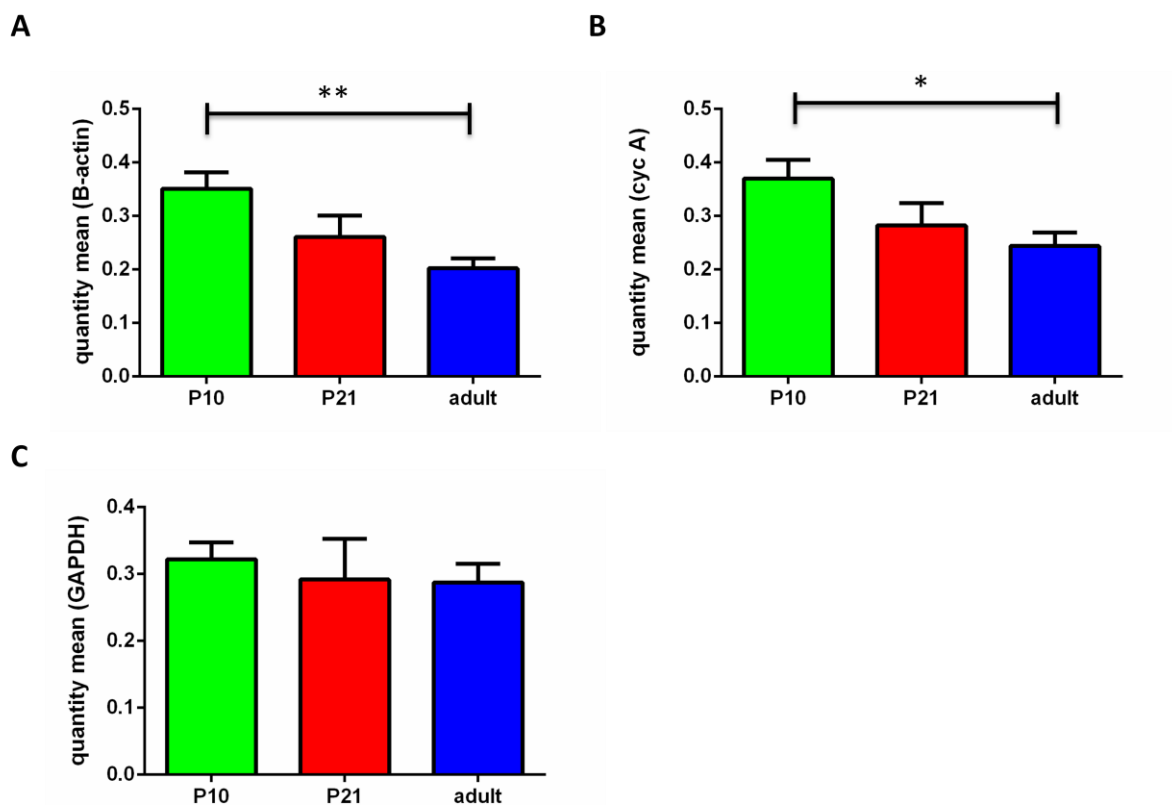 A
**
quantity mean (B-actin)
0.5
0.4
0.3
0.2
0.1
0.0
P10 P21 adult
B
*
quantity mean (cyc A)
0.5
0.4
0.3
0.2
0.1
0.0
P10 P21 adult
C
quantity mean (GAPDH)
0.4
0.3
0.2
0.1
0.0
P10 P21 adult